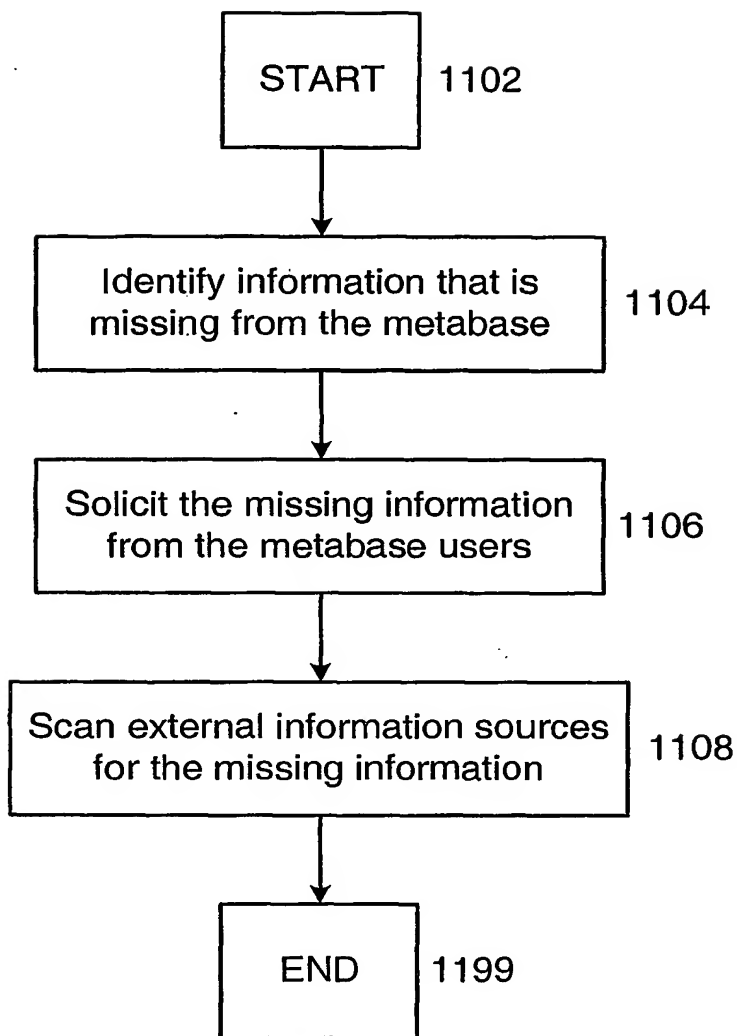 START 1102
Identify information that is
missing from the metabase
1104
Solicit the missing information
from the metabase users
1106
Scan external information sources
for the missing information
1108
END 1199